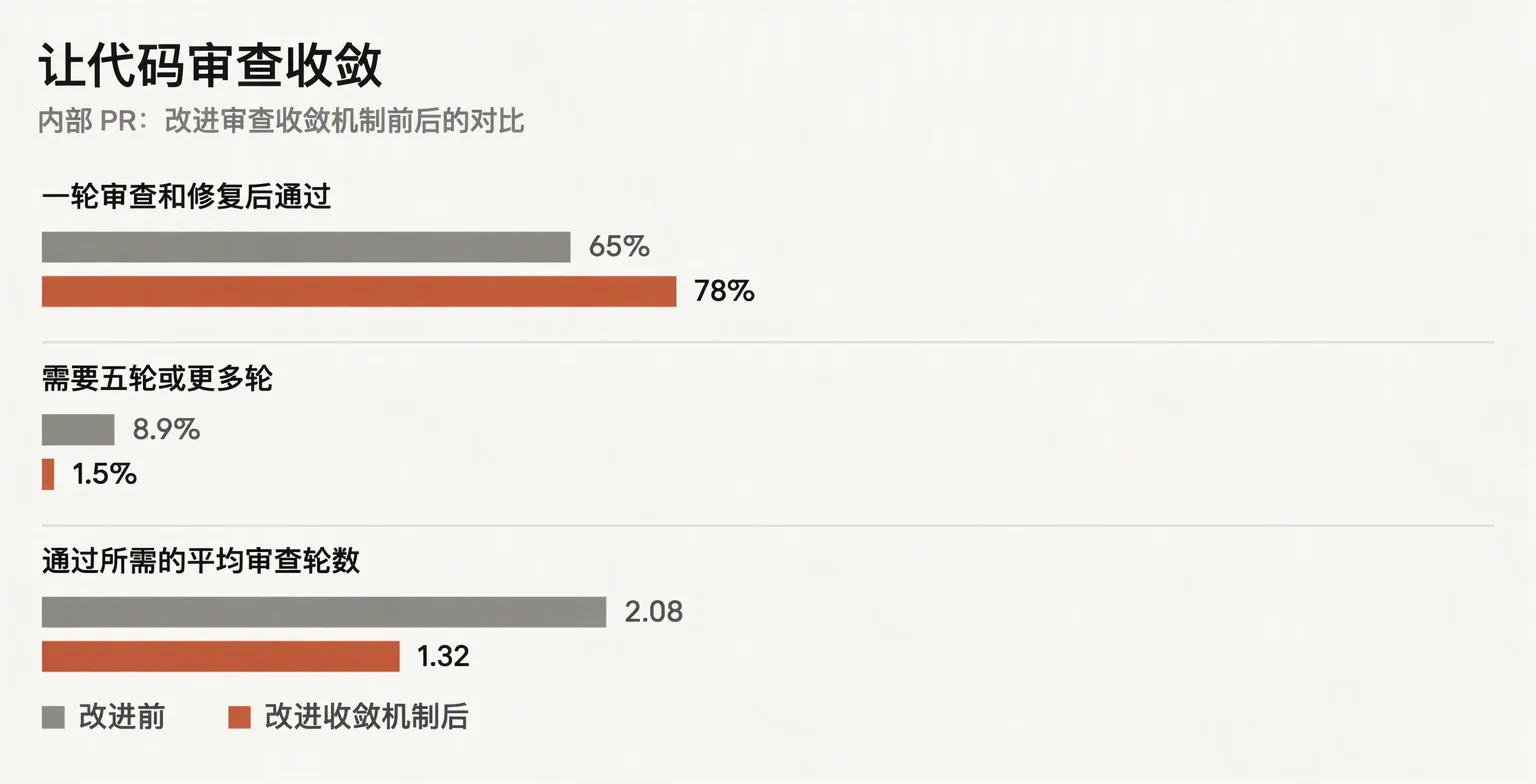 让代码审查收敛
内部 PR：改进审查收敛机制前后的对比
一轮审查和修复后通过
65%
78%
需要五轮或更多轮
8.9%
1.5%
通过所需的平均审查轮数
2.08
1.32
改进前
改进收敛机制后